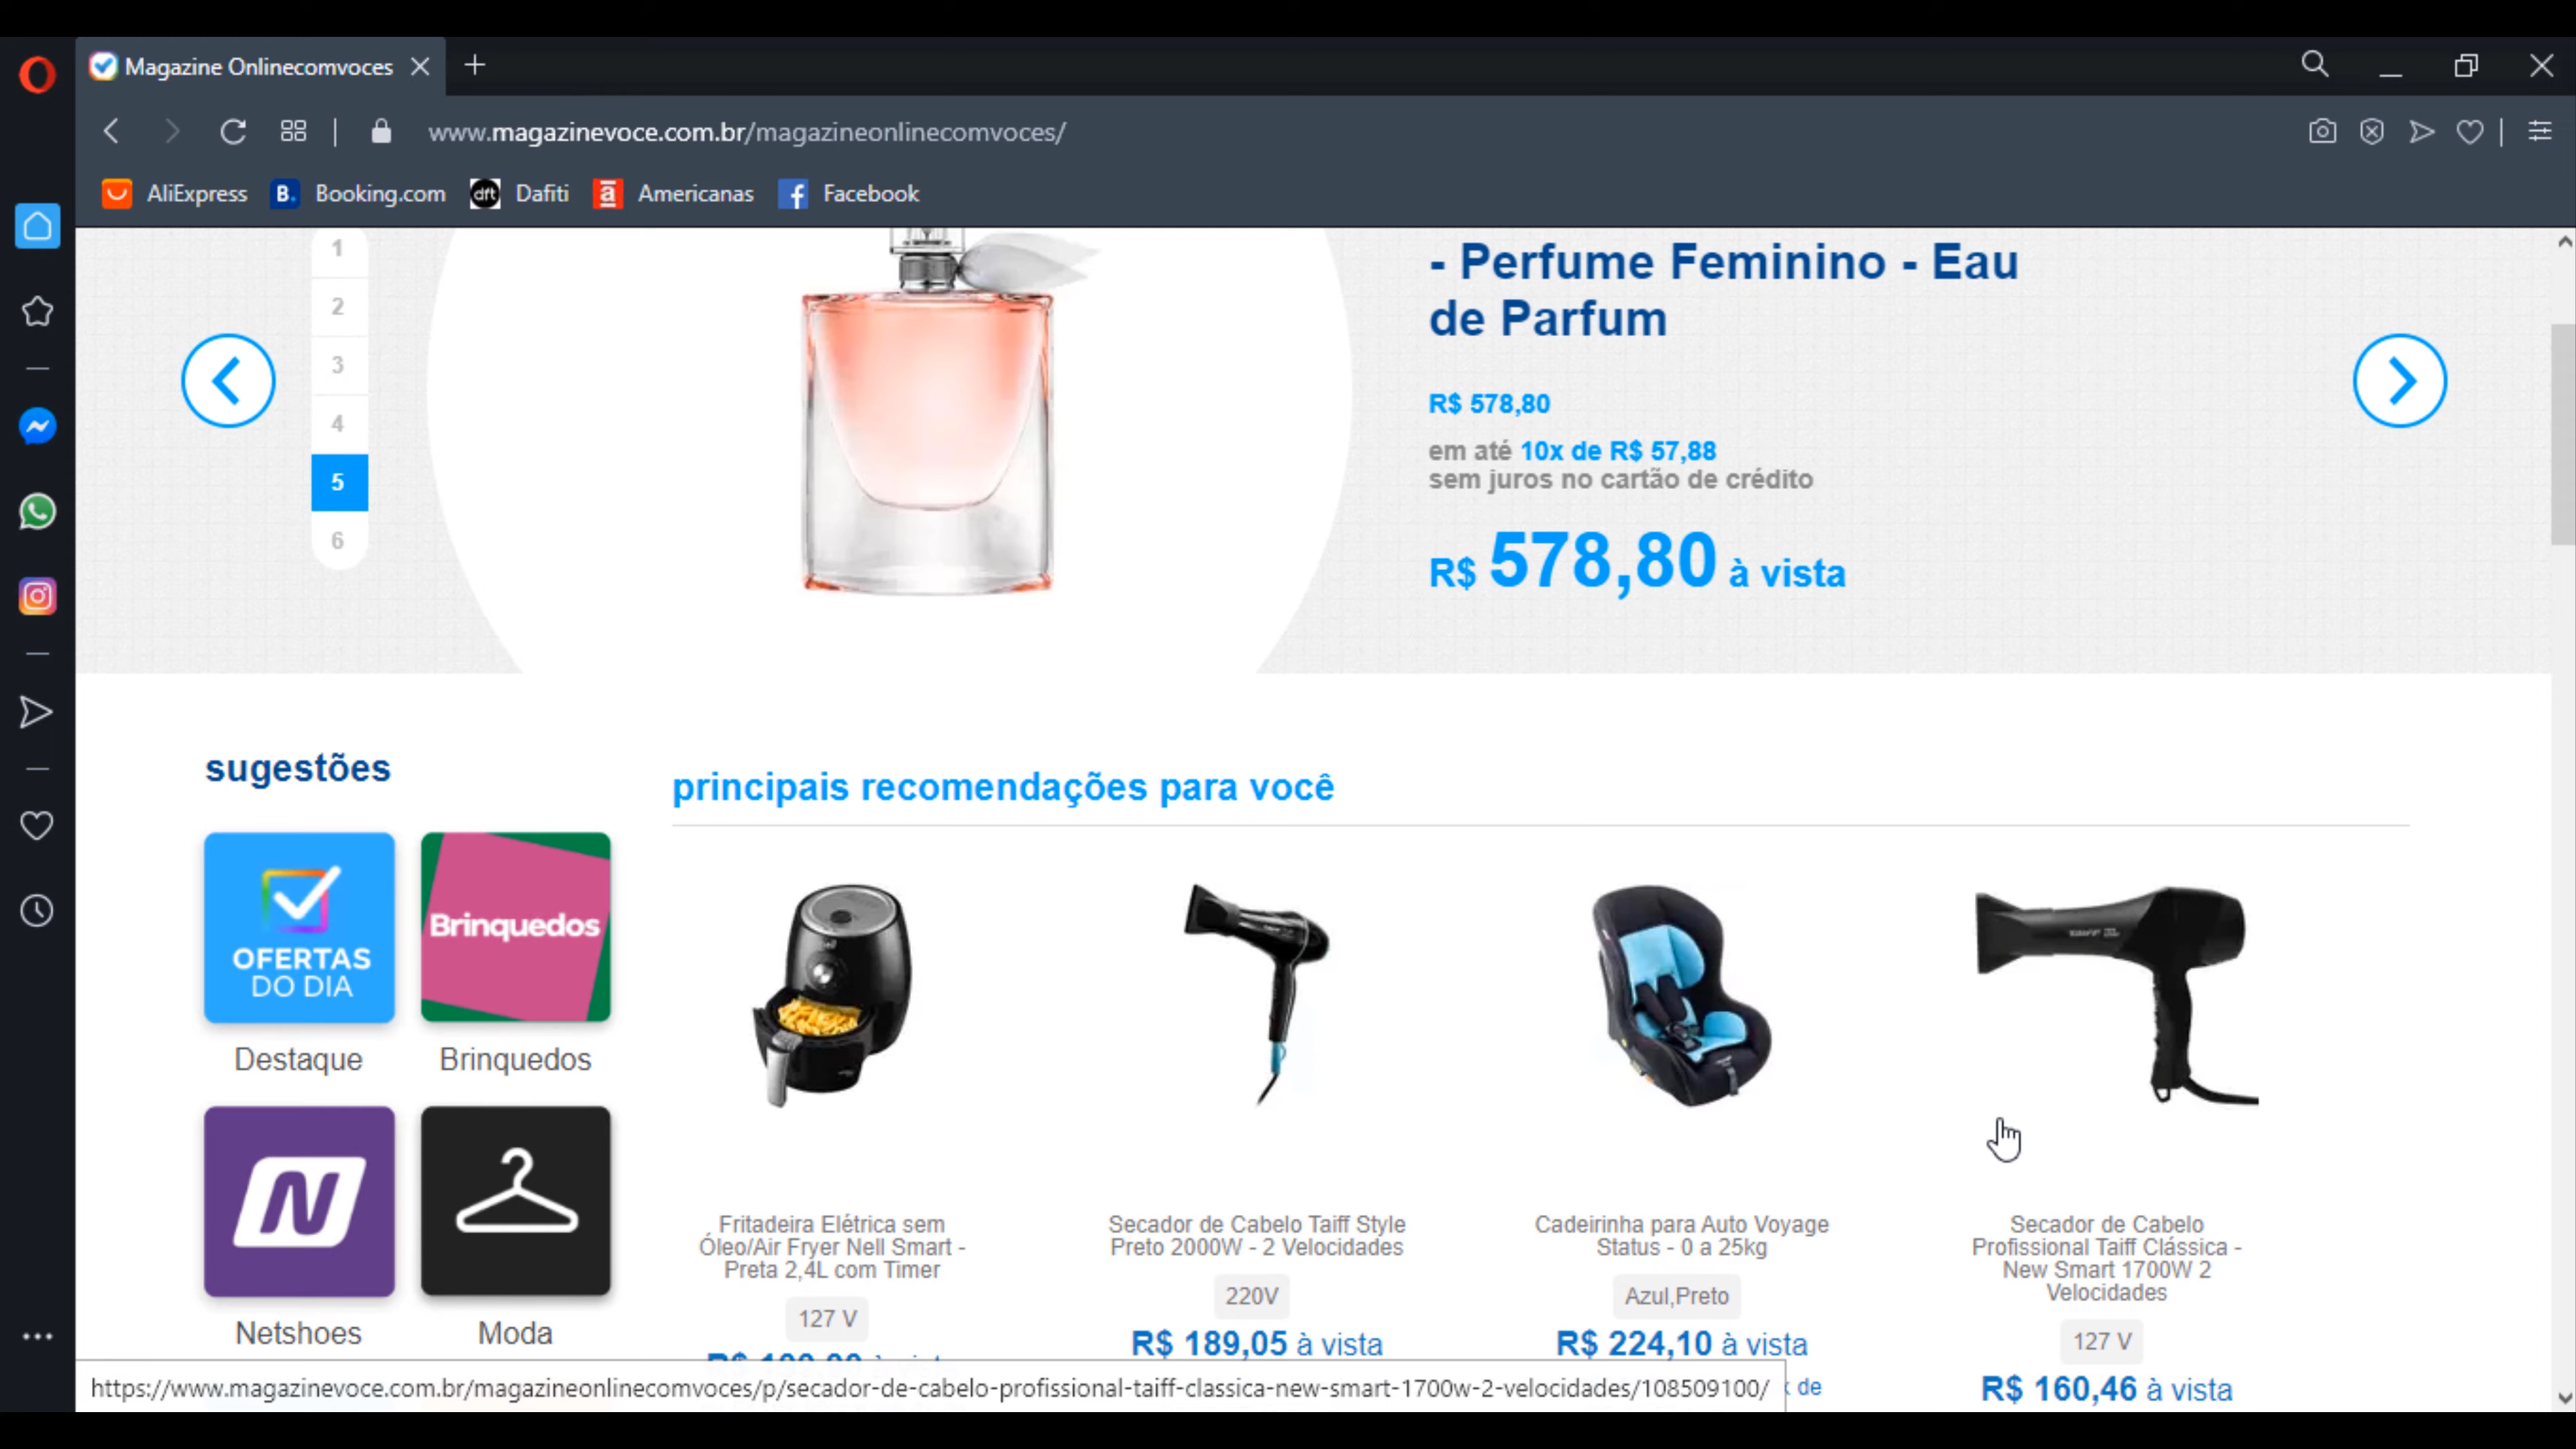 Magazine Onlinecomvoces
www.magazinevoce.com.br/magazineonlinecomvoces/
AliExpress
B. Booking.com
dft Dafiti
a Americanas
f Facebook
1
2
3
4
5
6
- Perfume Feminino - Eau
de Parfum
R$ 578,80
em até 10x de R$ 57,88
sem juros no cartão de crédito
R$ 578,80 à vista
sugestões
OFERTAS
DO DIA
Destaque
Brinquedos
Brinquedos
N
Netshoes
Moda
principais recomendações para você
Fritadeira Elétrica sem
Óleo/Air Fryer Nell Smart -
Preta 2,4L com Timer
127 V
Secador de Cabelo Taiff Style
Preto 2000W - 2 Velocidades
220V
R$ 189,05 à vista
Cadeirinha para Auto Voyage
Status - 0 a 25kg
Azul,Preto
R$ 224,10 à vista
x de
Secador de Cabelo
Profissional Taiff Clássica -
New Smart 1700W 2
Velocidades
127 V
R$ 160,46 à vista
https://www.magazinevoce.com.br/magazineonlinecomvoces/p/secador-de-cabelo-profissional-taiff-classica-new-smart-1700w-2-velocidades/108509100/